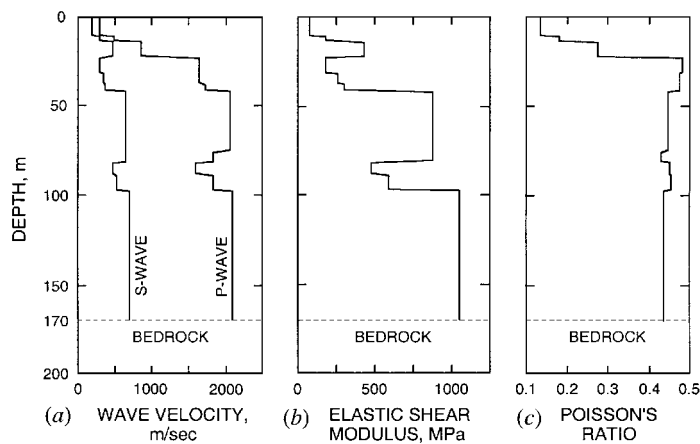 0
50
100
150
170
200
DEPTH, m
S-WAVE
P-WAVE
BEDROCK
0 1000 2000
(a) WAVE VELOCITY,
m/sec
BEDROCK
0 500 1000
(b) ELASTIC SHEAR
MODULUS, MPa
BEDROCK
0.1 0.2 0.3 0.4 0.5
(c) POISSON'S
RATIO